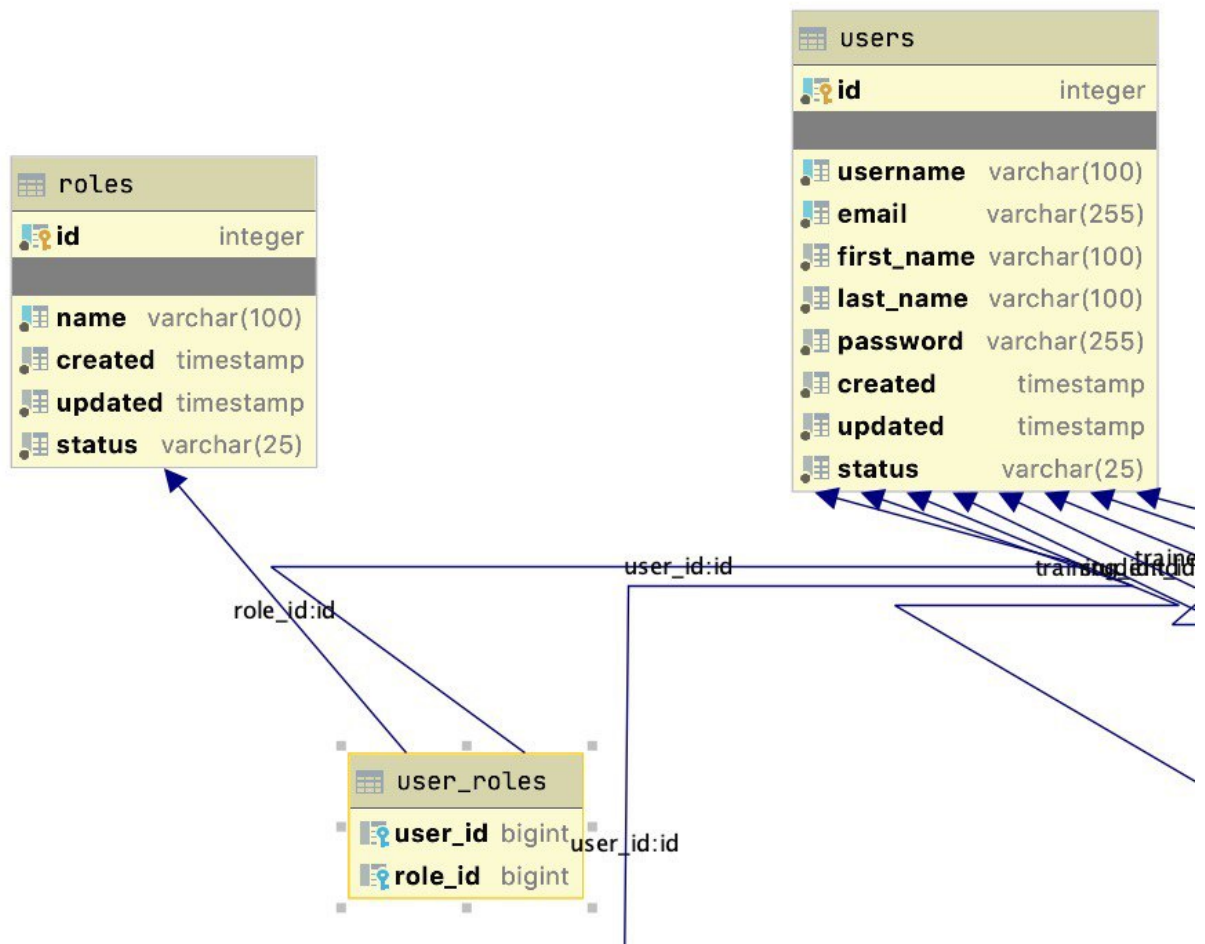 users
id integer
username varchar(100)
email varchar(255)
first_name varchar(100)
last_name varchar(100)
password varchar(255)
created timestamp
updated timestamp
status varchar(25)
roles
id integer
name varchar(100)
created timestamp
updated timestamp
status varchar(25)
user_id:id
role_id:id
user_roles
user_id bigint
role_id bigint
user_id:id